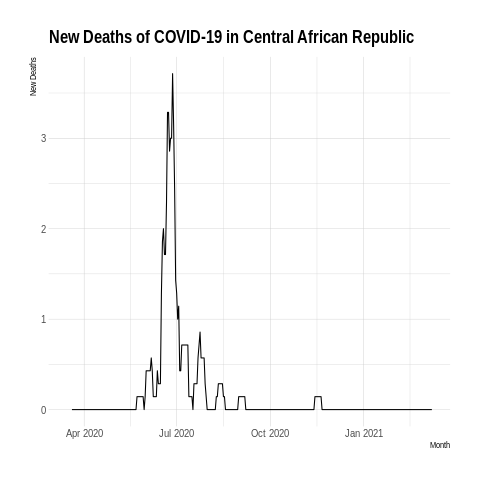 New Deaths of COVID-19 in Central African Republic
New Deaths
3
2
1
0
Apr 2020 Jul 2020 Oct 2020 Jan 2021
Month